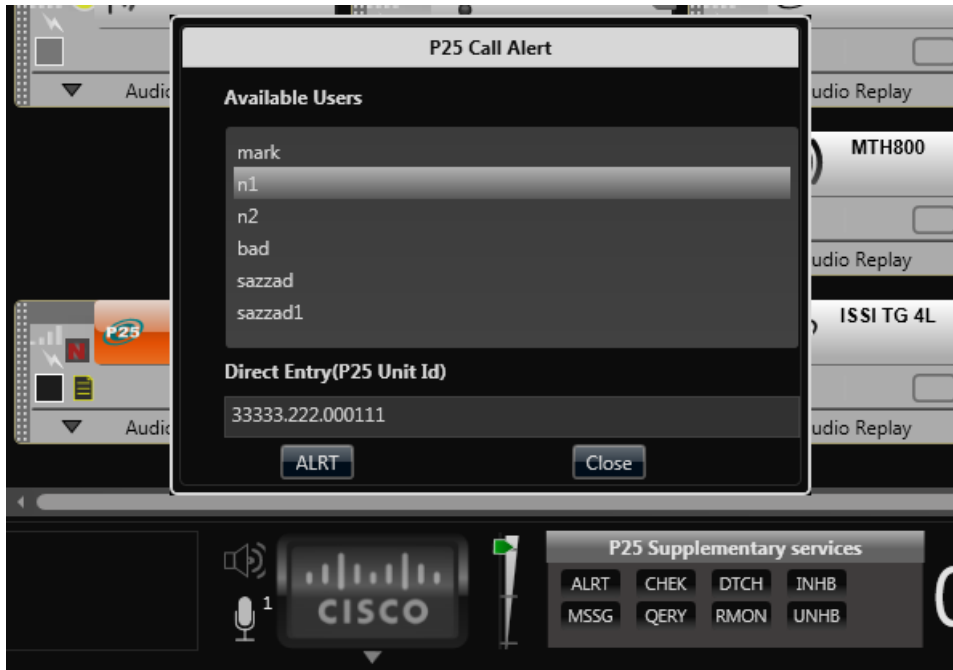 P25 Call Alert
Audio
udio Replay
Available Users
mark
n1
n2
bad
sazzad
sazzad1
MTH800
udio Replay
P25
N
ISSI TG 4L
Direct Entry(P25 Unit Id)
33333.222.000111
Audio
udio Replay
ALRT
Close
1
CISCO
P25 Supplementary services
ALRT CHEK DTCH INHB
MSSG QERY RMON UNHB